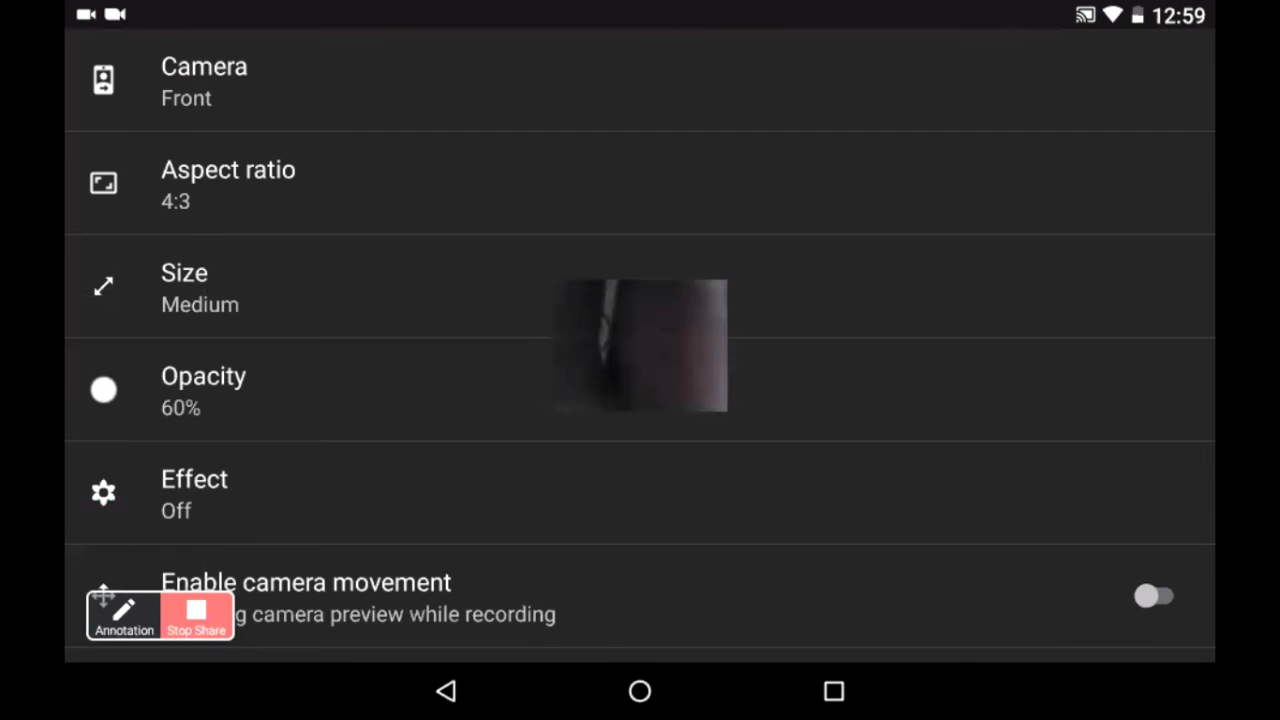 12:59
Camera
Front
Aspect ratio
4:3
Size
Medium
Opacity
60%
Effect
Off
Enable camera movement
g camera preview while recording
Annotation
Stop Share